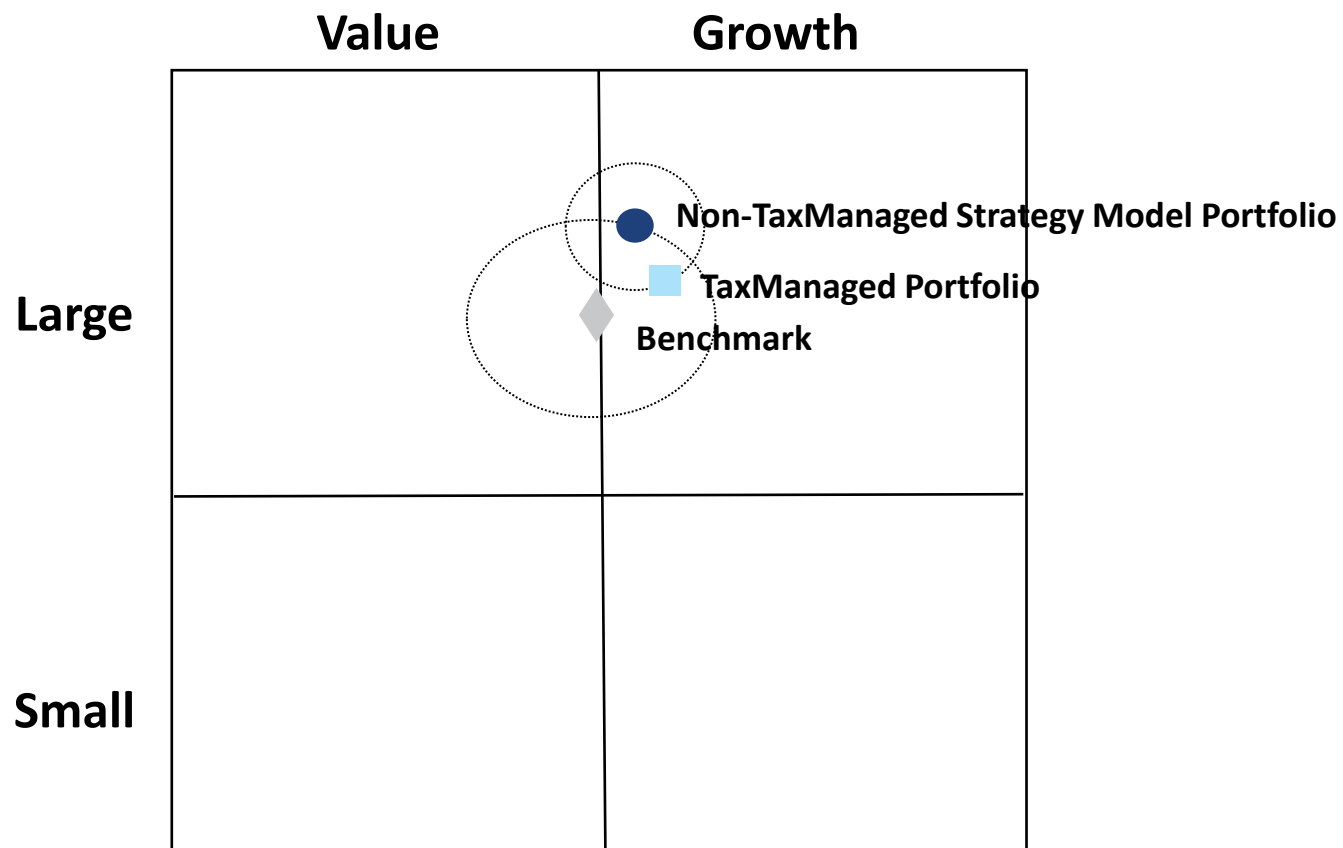 Value
Growth
Non-TaxManaged Strategy Model Portfolio
TaxManaged Portfolio
Large
Benchmark
Small